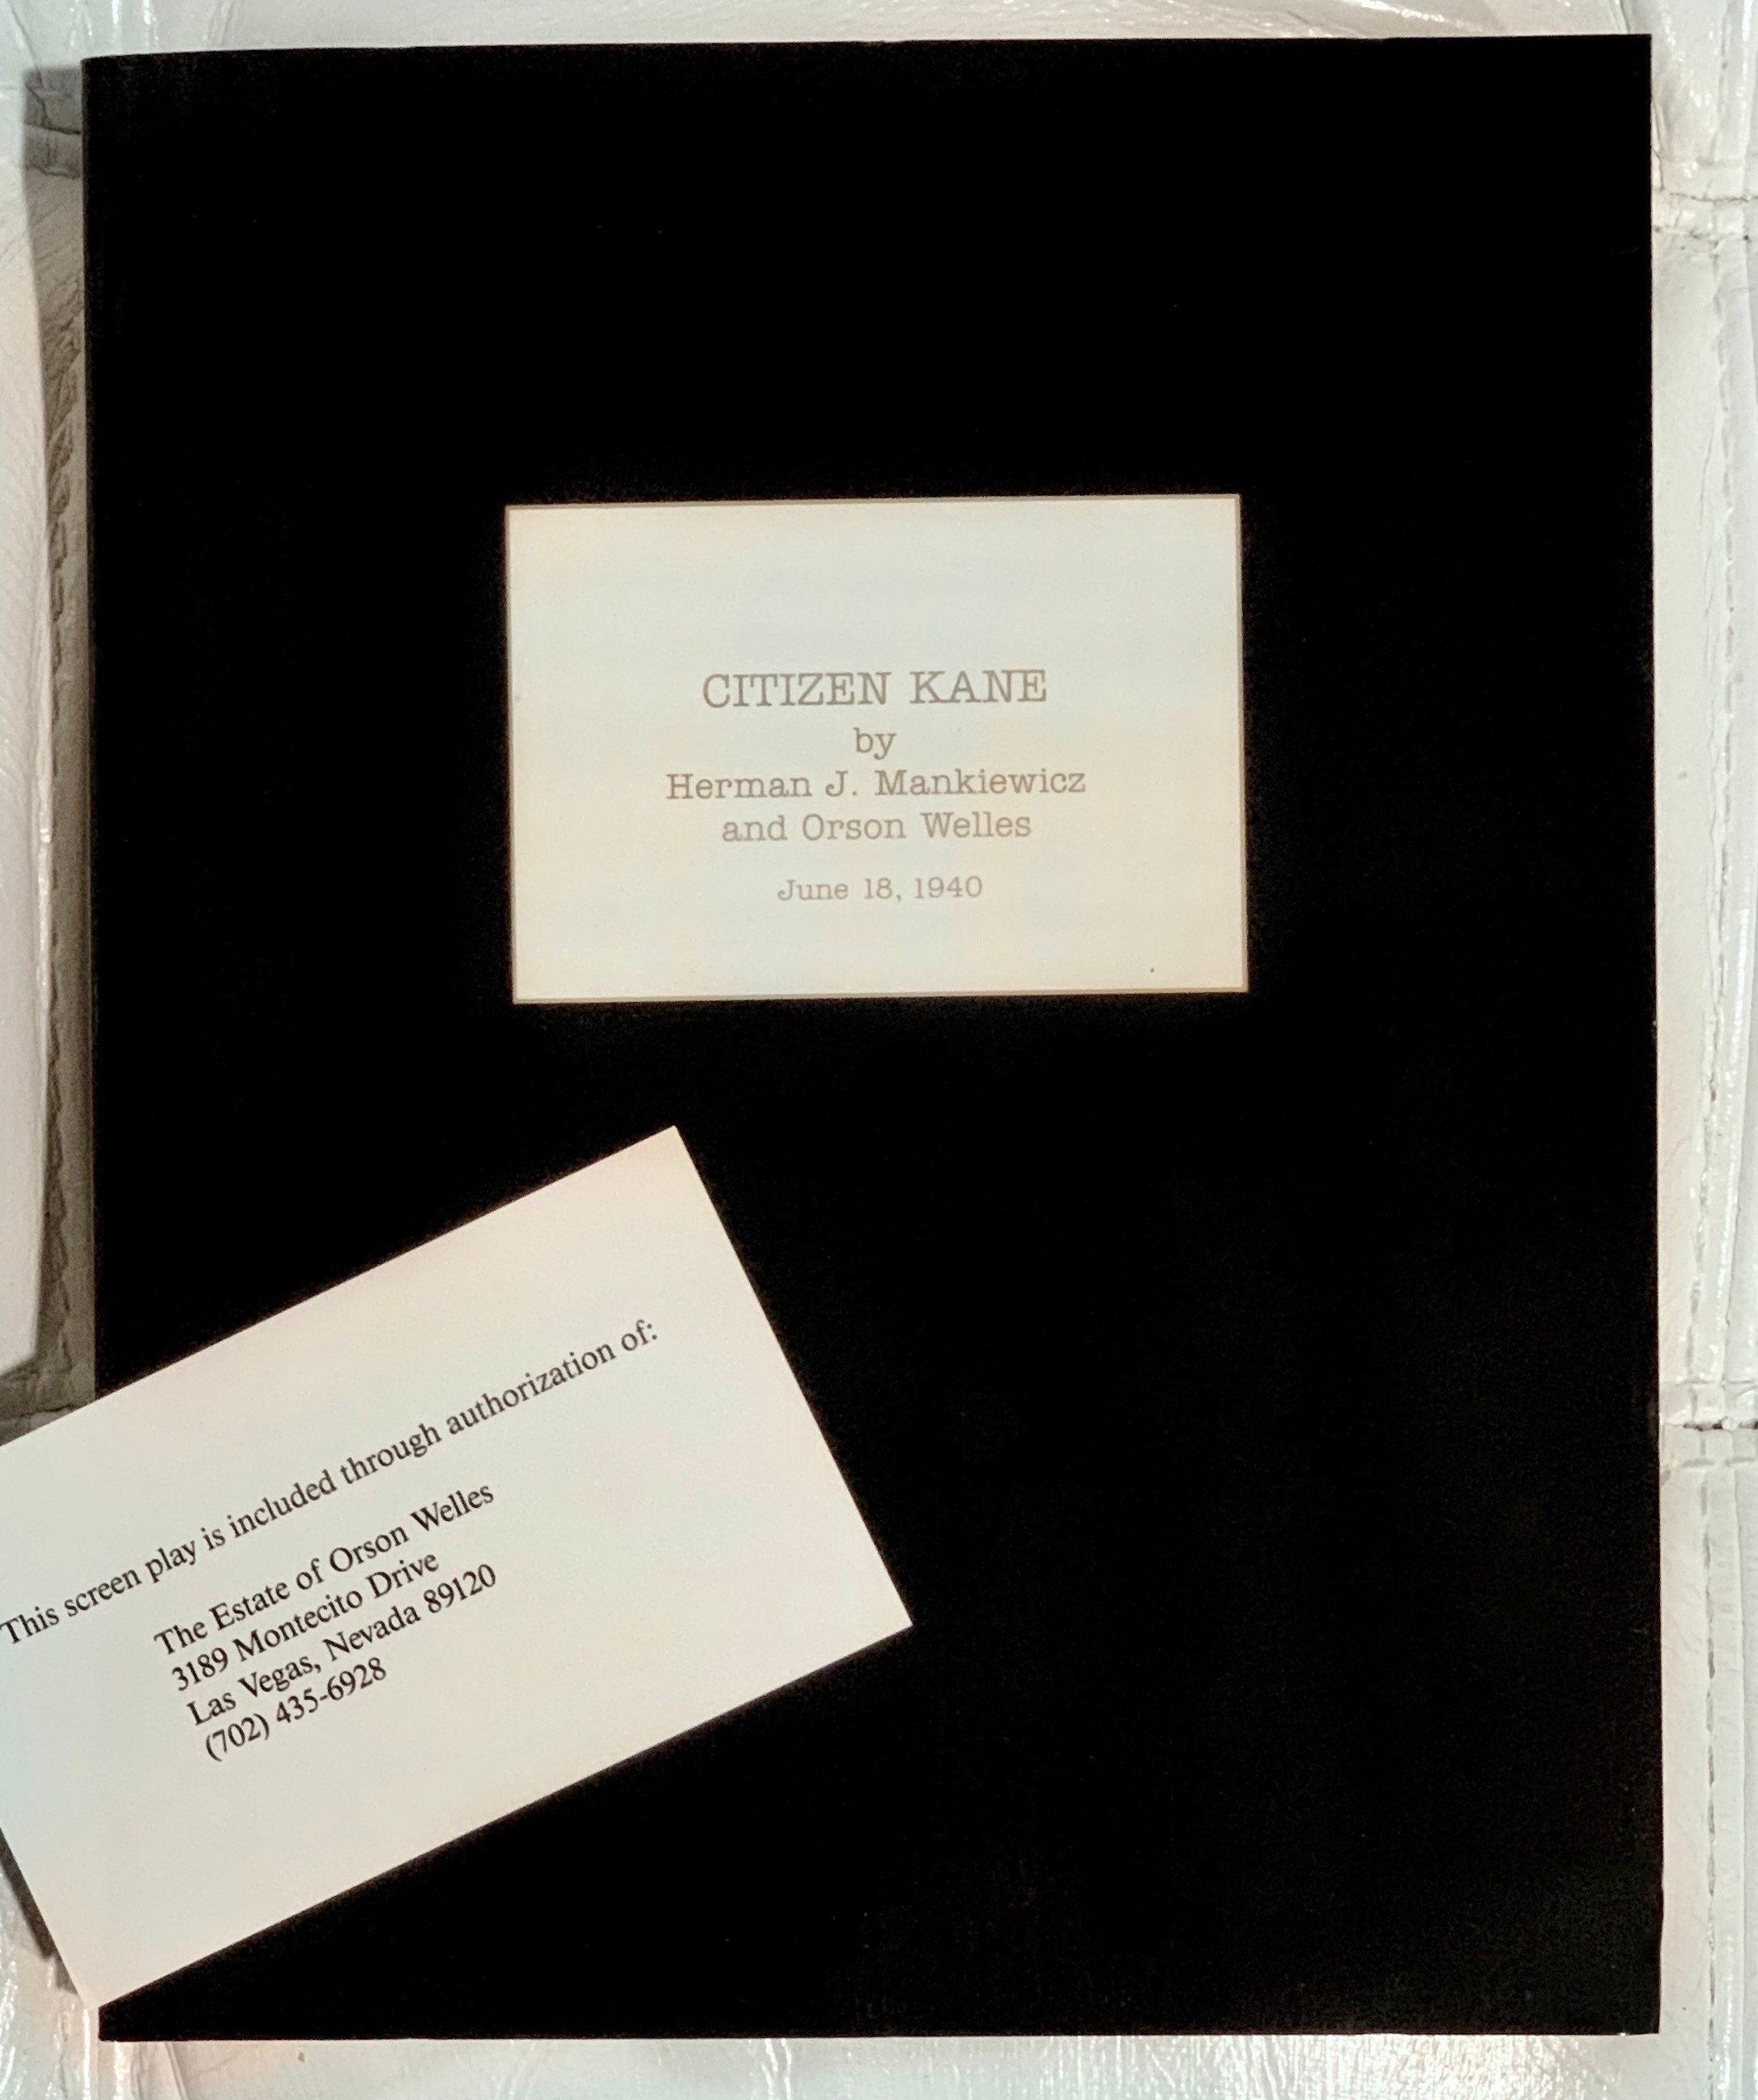 CITIZEN KANE
by
Herman J. Mankiewicz
and Orson Welles
June 18, 1940
This screen play is included through authorization of:
The Estate of Orson Welles
3189 Montecito Drive
Las Vegas, Nevada 89120
(702) 435-6928